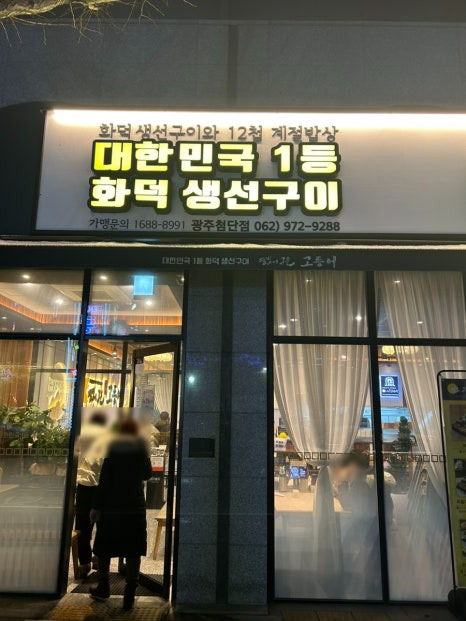 화덕 생선구이와 12첩 계절밥상
대한민국 1등
화덕 생선구이
가맹문의 1688-8991 광주첨단점 062) 972-9288
대한민국 1등 화덕 생선구이 고등어